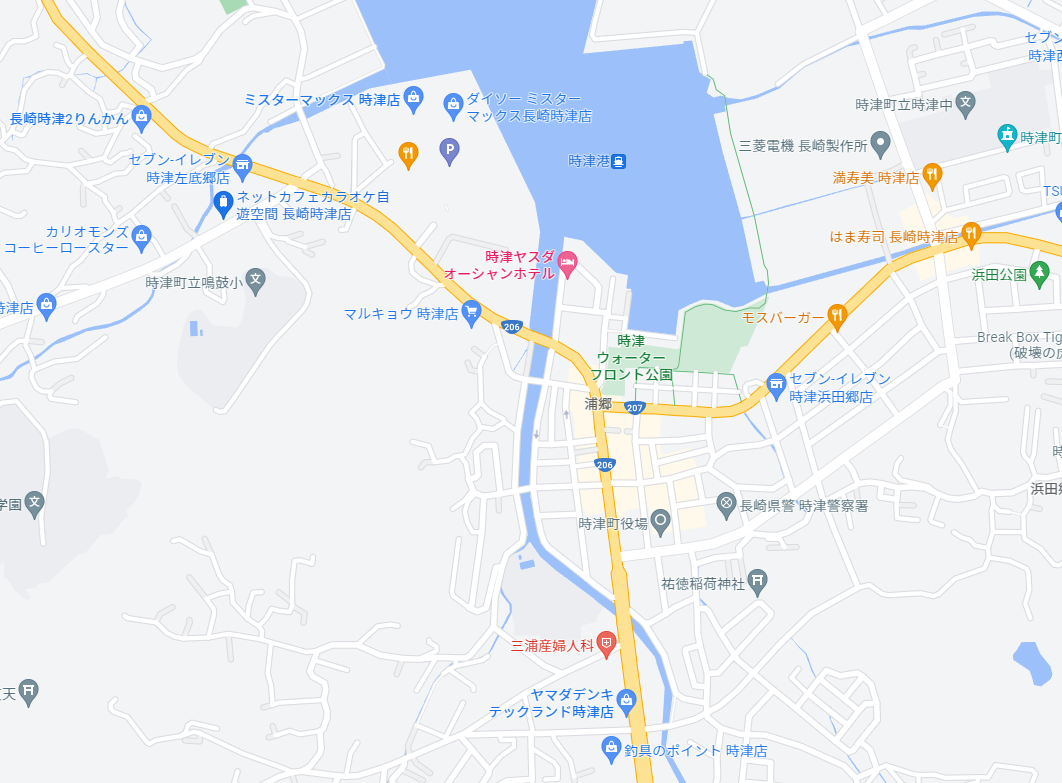 セブン
時津西
ミスターマックス 時津店
ダイソー ミスター
マックス長崎時津店
長崎時津2りんかん
時津町立時津中
時津町
三菱電機 長崎製作所
セブン-イレブン
時津左底郷店
P
時津港
満寿美 時津店
TSU
ネットカフェカラオケ自
遊空間 長崎時津店
カリオモンズ
コーヒーロースター
はま寿司 長崎時津店
時津ヤスダ
オーシャンホテル
浜田公園
時津町立鳴鼓小
文
時津店
マルキョウ 時津店
モスバーガー
206
Break Box Tig
(破壊の虎
時津
ウォーター
フロント公園
セブン-イレブン
時津浜田郷店
浦郷
207
206
時
浜田郷
学園
文
長崎県警 時津警察署
時津町役場
祐徳稲荷神社
三浦産婦人科
天
ヤマダデンキ
テックランド時津店
釣具のポイント 時津店